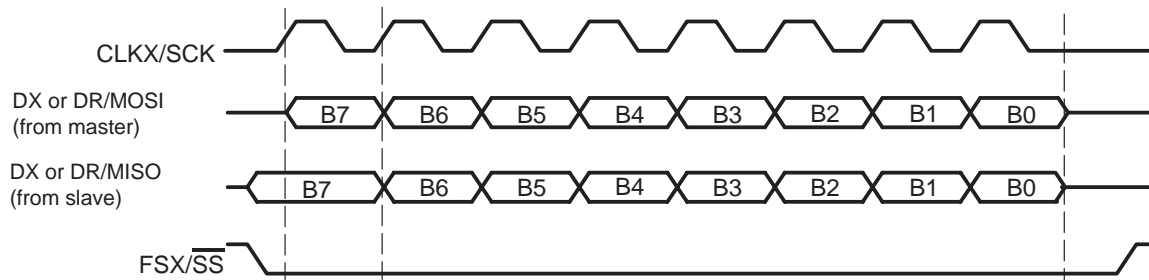 CLKX/SCK
DX or DR/MOSI
(from master)
B7 B6 B5 B4 B3 B2 B1 B0
DX or DR/MISO
(from slave)
B7 B6 B5 B4 B3 B2 B1 B0
FSX/S̅S̅